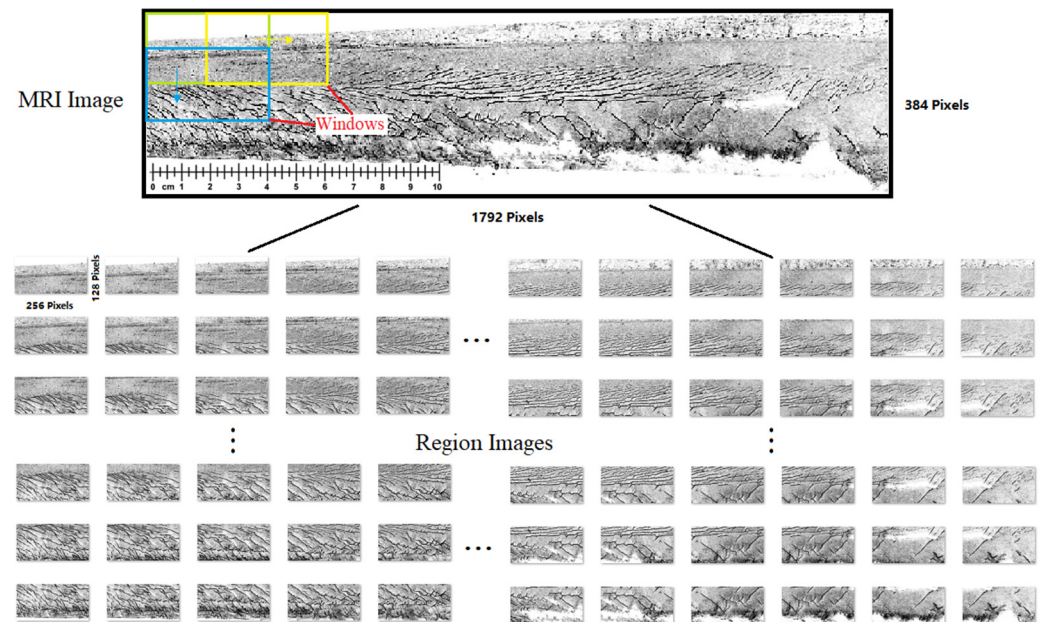 MRI Image
Windows
384 Pixels
0 cm 1 2 3 4 5 6 7 8 9 10
1792 Pixels
128 Pixels
256 Pixels
...
Region Images
...